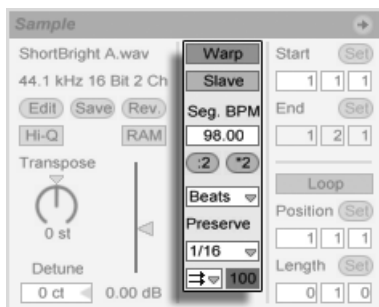 Sample
ShortBright A.wav
44.1 kHz 16 Bit 2 Ch
Edit Save Rev.
Hi-Q RAM
Transpose
0 st
Detune
0 ct 0.00 dB
Warp
Slave
Seg. BPM
98.00
:2 *2
Beats
Preserve
1/16
100
Start Set
1 1 1
End Set
1 2 1
Loop
Position Set
1 1 1
Length Set
0 1 0